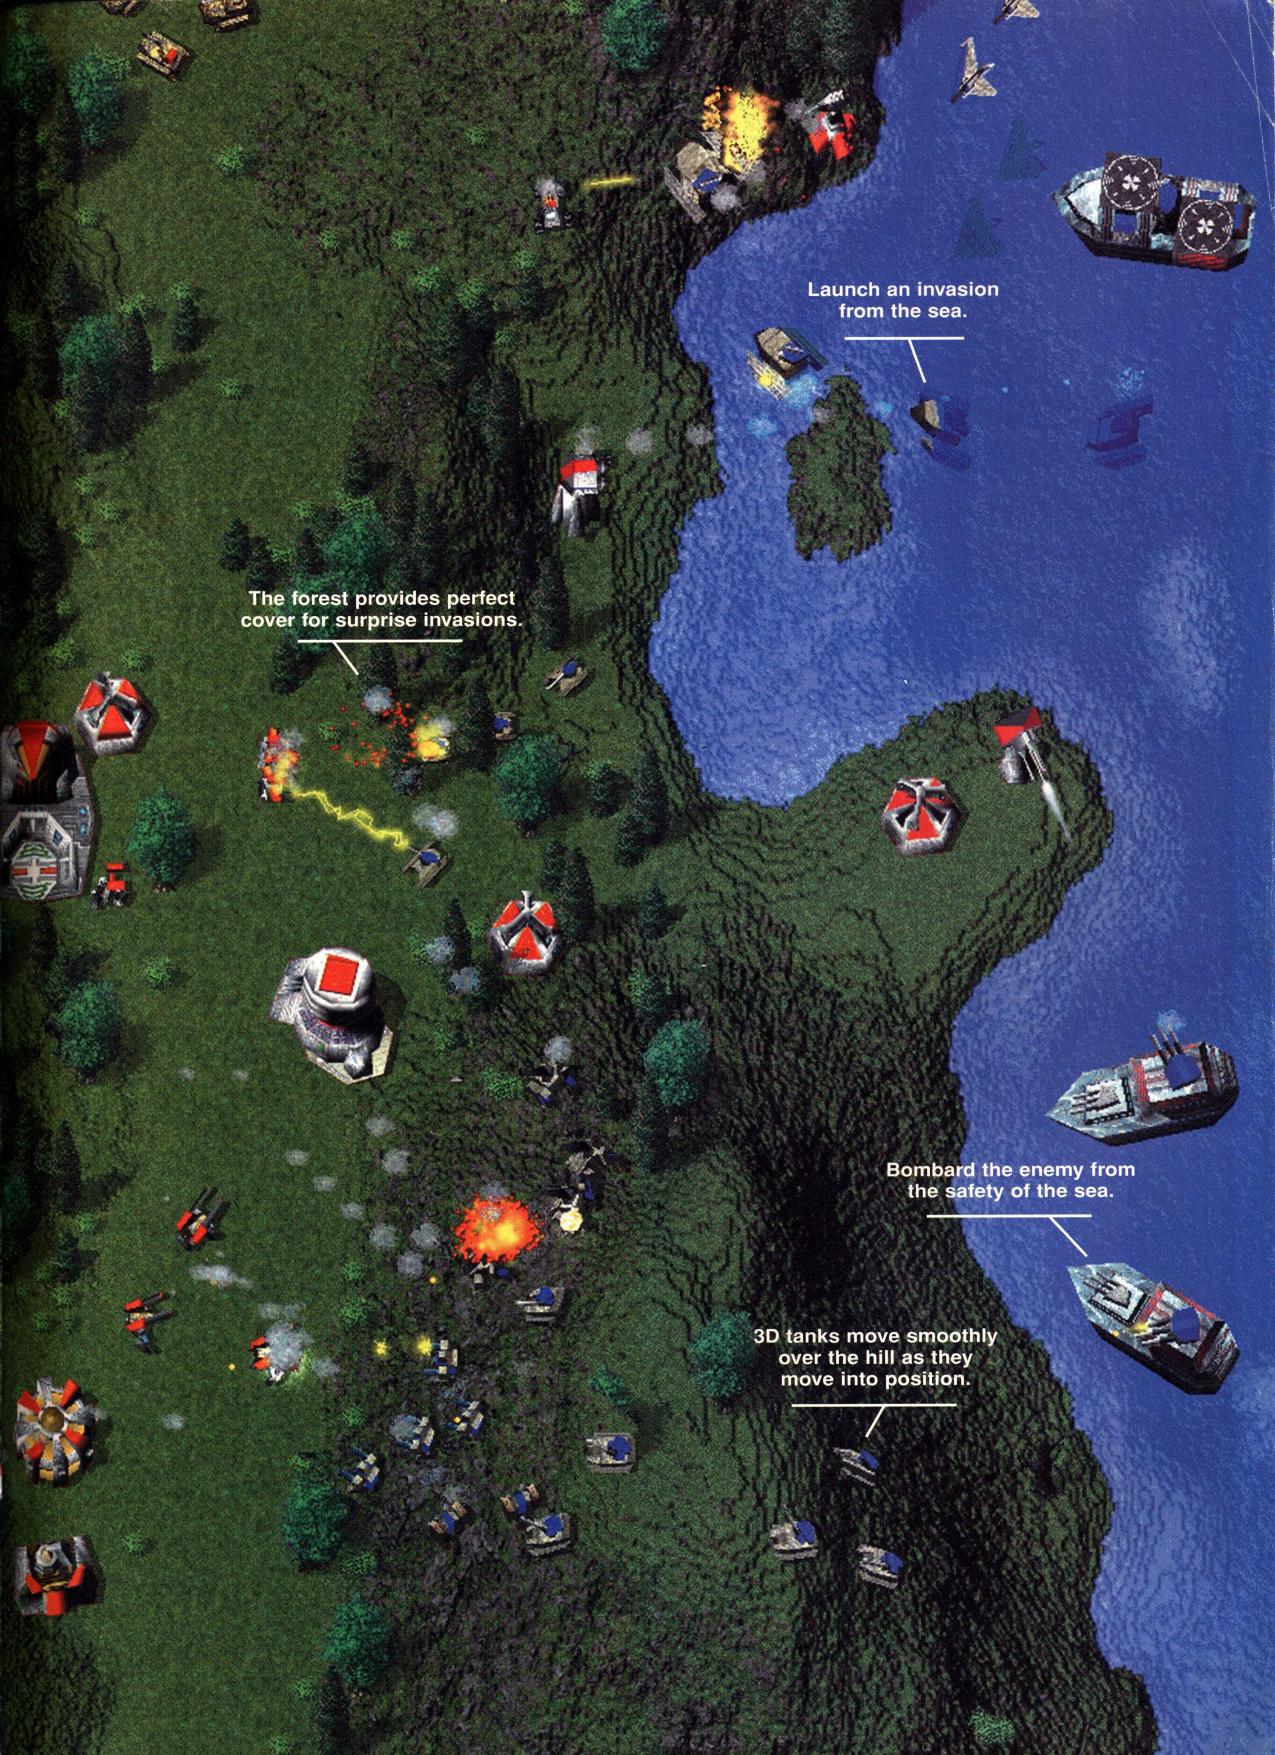 Launch an invasion
from the sea.
The forest provides perfect
cover for surprise invasions.
Bombard the enemy from
the safety of the sea.
3D tanks move smoothly
over the hill as they
move into position.